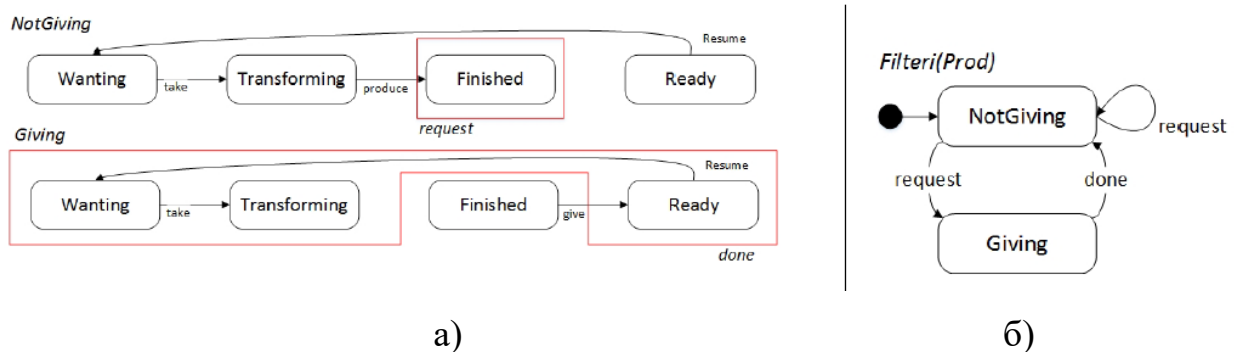 NotGiving
Resume
Wanting
take
Transforming
produce
Finished
Ready
request
Giving
Resume
Wanting
take
Transforming
Finished
give
Ready
done
a)
Filteri(Prod)
NotGiving
request
request
done
Giving
б)